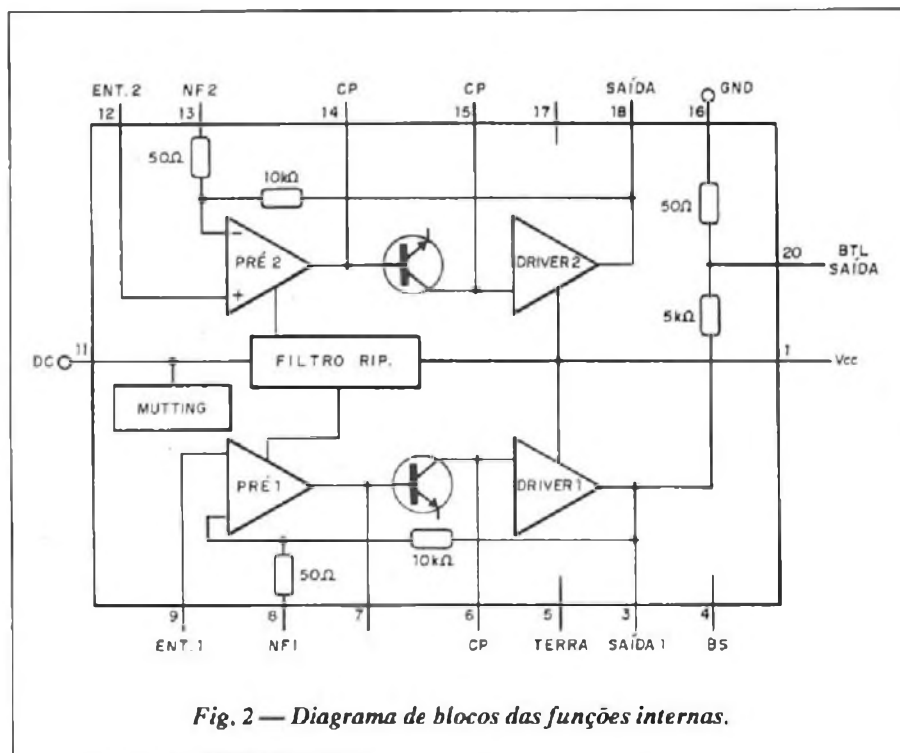 ENT. 2 NF2 CP CP SAÍDA GND
12 13 14 15 17 18 16
50Ω
10kΩ
50Ω
PRÉ 2
DRIVER 2
20 BTL SAÍDA
5kΩ
DC 11
FILTRO RIP.
1 Vcc
MUTTING
PRÉ 1
DRIVER 1
10kΩ
50Ω
9 8 7 6 5 3 4
ENT. 1 NF1 CP TERRA SAÍDA 1 BS
Fig. 2 — Diagrama de blocos das funções internas.